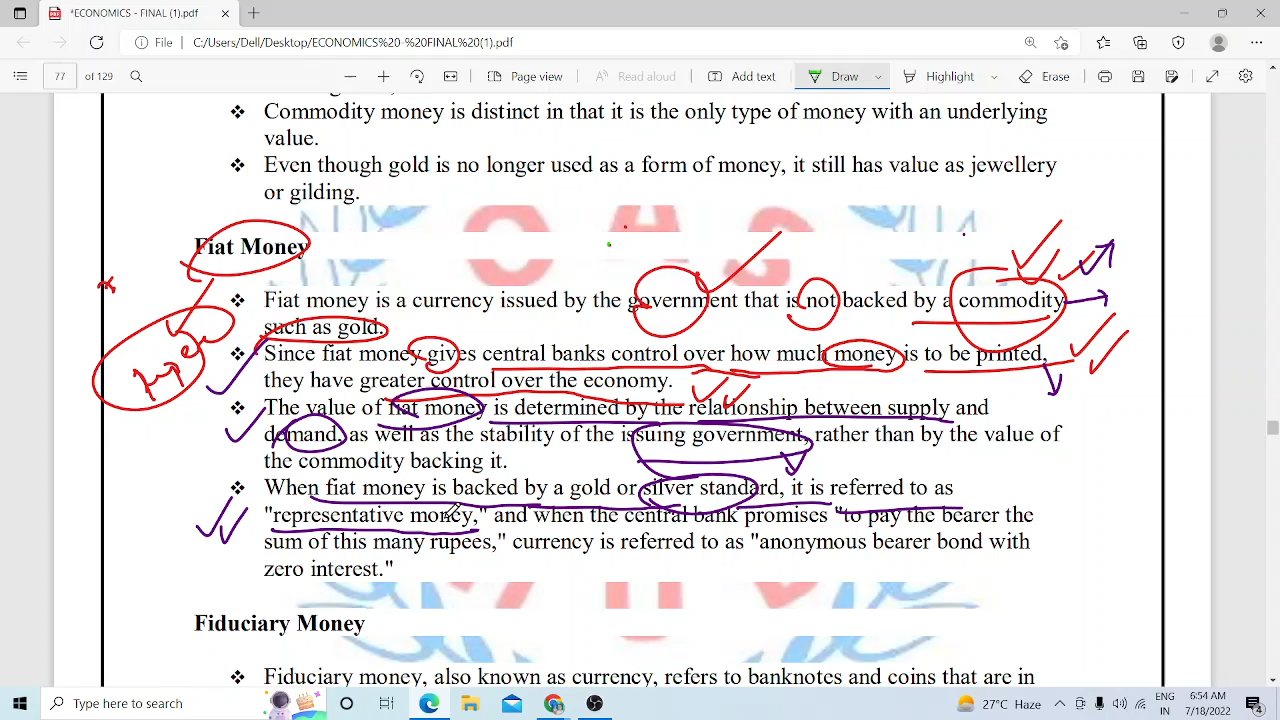 *ECONOMICS - FINAL (1).pdf
File
C:/Users/Dell/Desktop/ECONOMICS%20-%20FINAL%20(1).pdf
77 of 129
Page view
Read aloud
Add text
Draw
Highlight
Erase
❖ Commodity money is distinct in that it is the only type of money with an underlying
value.
❖ Even though gold is no longer used as a form of money, it still has value as jewellery
or gilding.
OAS
Fiat Money
❖ Fiat money is a currency issued by the government that is not backed by a commodity
such as gold.
❖ Since fiat money gives central banks control over how much money is to be printed,
they have greater control over the economy.
❖ The value of fiat money is determined by the relationship between supply and
demand, as well as the stability of the issuing government, rather than by the value of
the commodity backing it.
❖ When fiat money is backed by a gold or silver standard, it is referred to as
"representative money," and when the central bank promises "to pay the bearer the
sum of this many rupees," currency is referred to as "anonymous bearer bond with
zero interest."
Fiduciary Money
❖ Fiduciary money, also known as currency, refers to banknotes and coins that are in
Type here to search
27°C Haze
ENG
IN
6:54 AM
7/18/2022
4